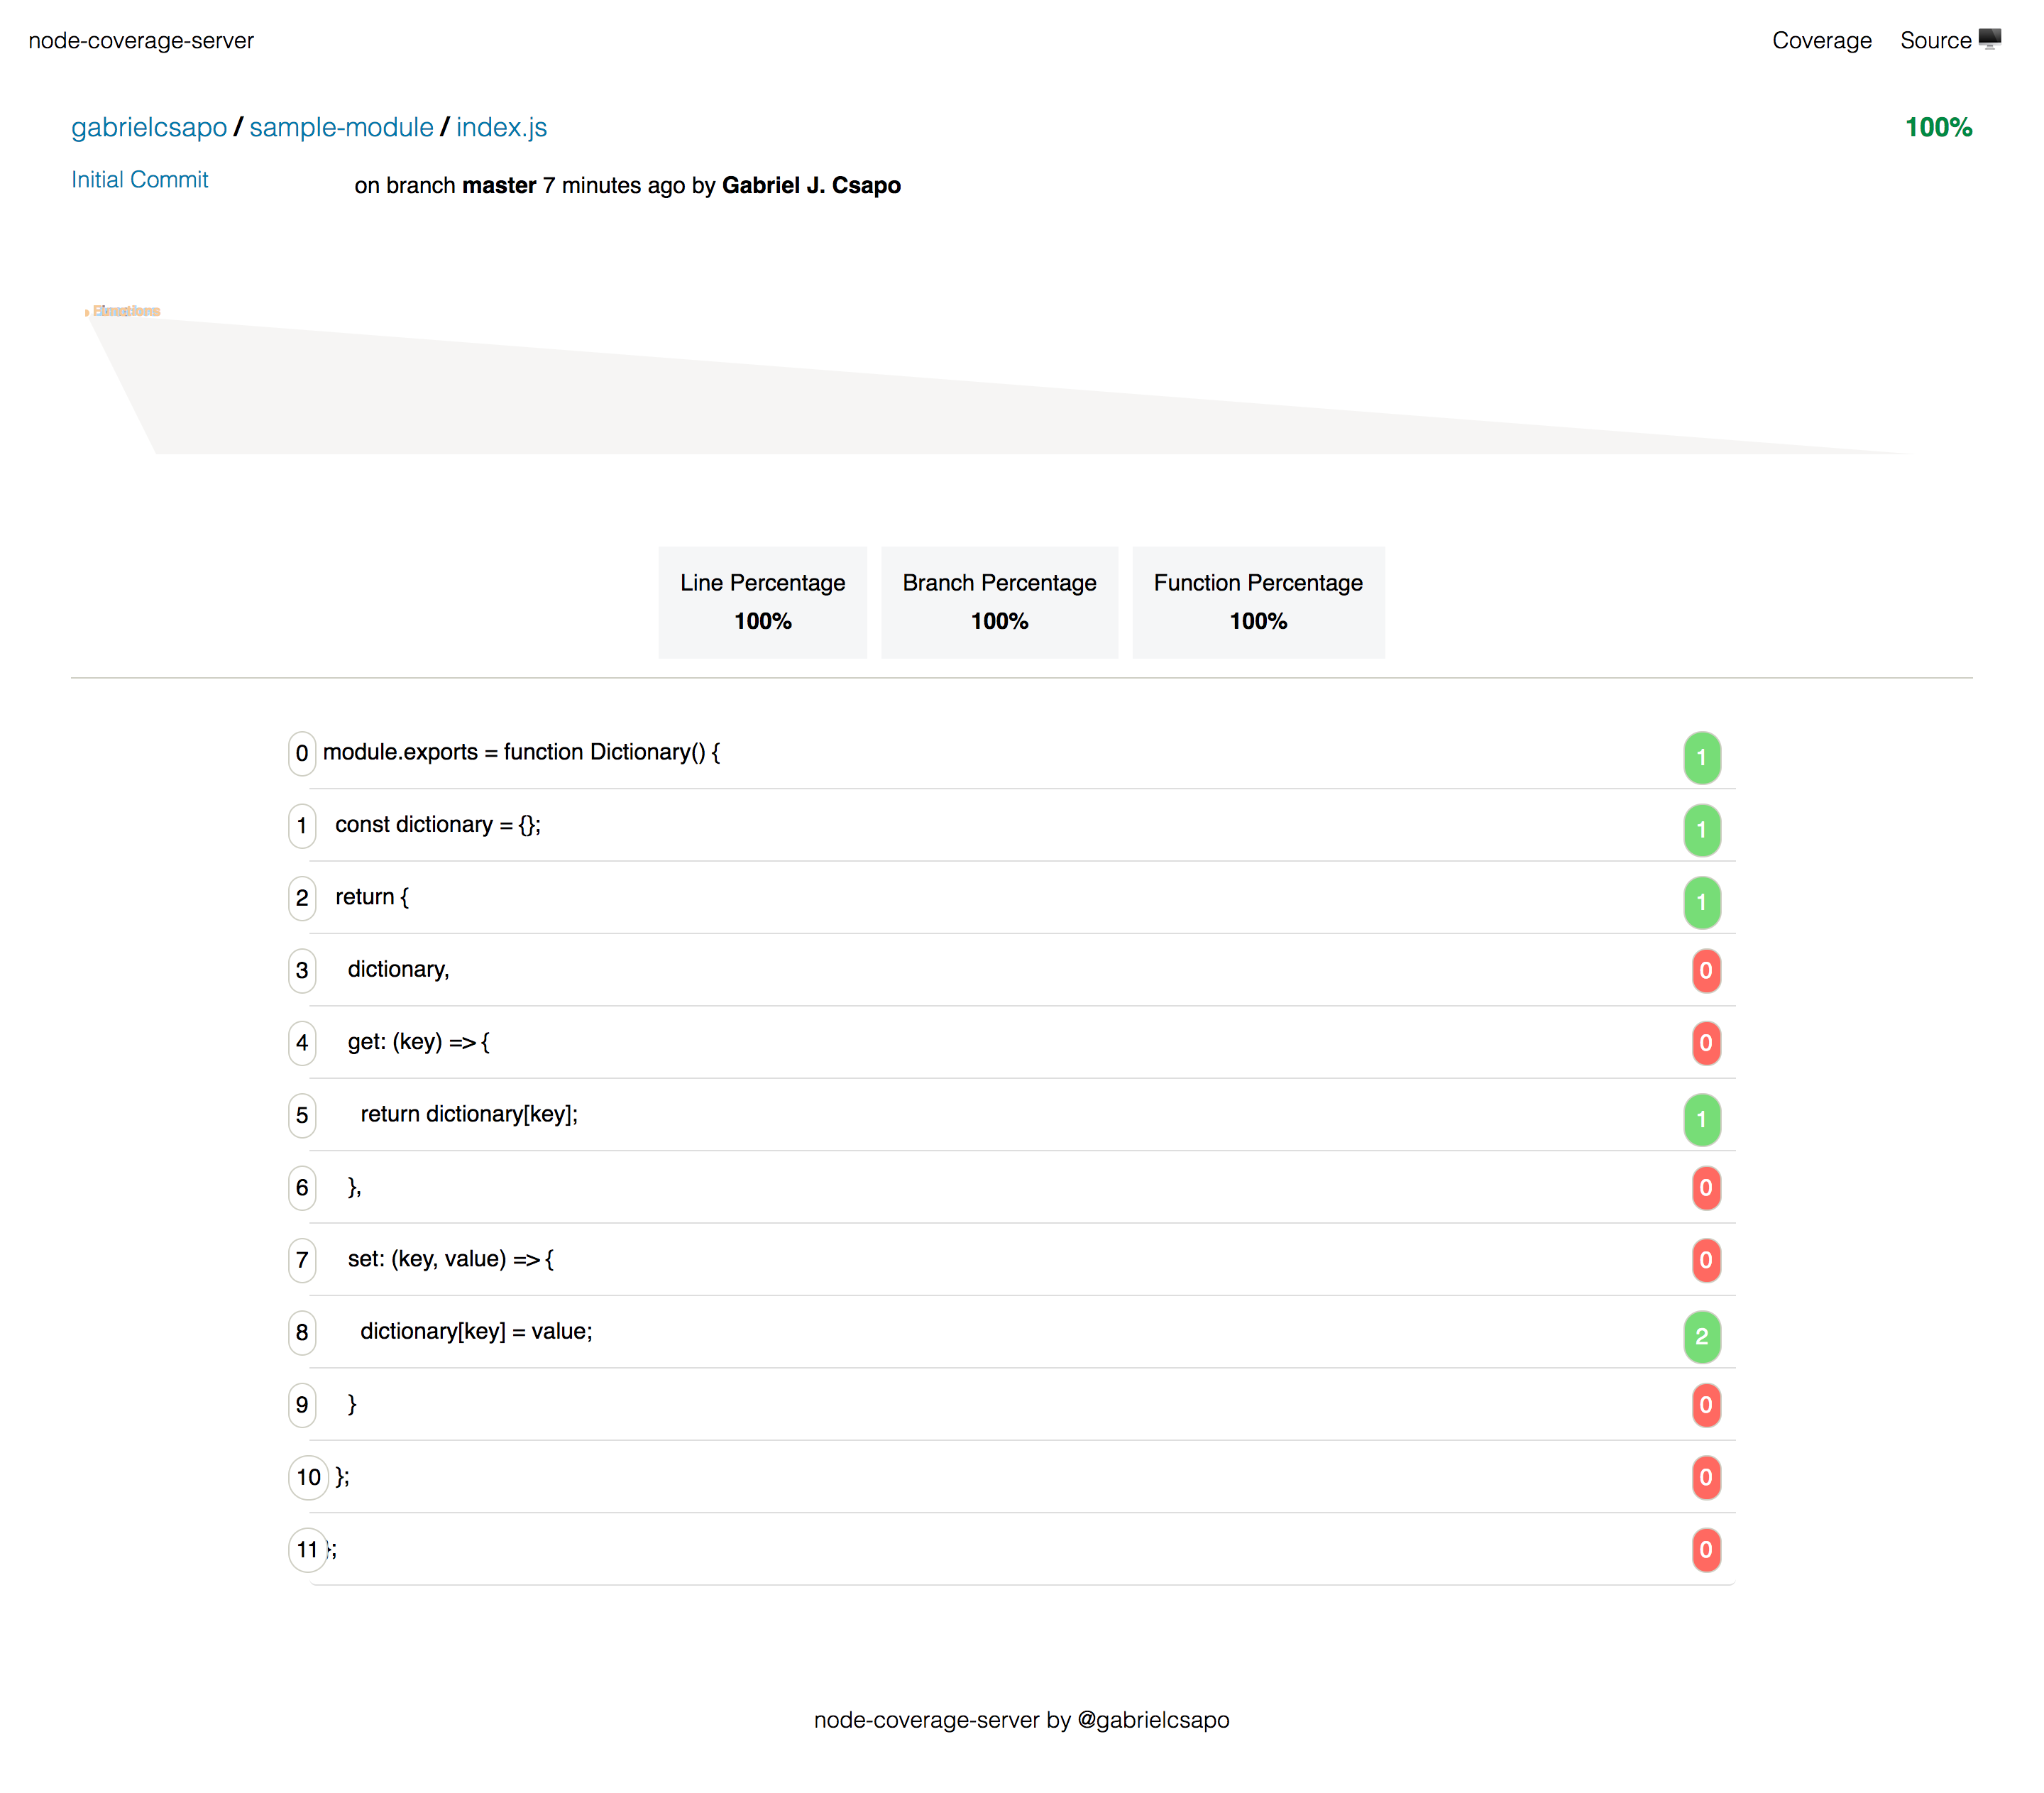 node-coverage-server Coverage Source
gabrielcsapo / sample-module / index.js 100%
Initial Commit on branch master 7 minutes ago by Gabriel J. Csapo
Line Percentage Branch Percentage Function Percentage
100% 100% 100%
0 module.exports = function Dictionary() { 1
1 const dictionary = {}; 1
2 return { 1
3 dictionary, 0
4 get: (key) => { 0
5 return dictionary[key]; 1
6 }, 0
7 set: (key, value) => { 0
8 dictionary[key] = value; 2
9 } 0
10 }; 0
11 }; 0
node-coverage-server by @gabrielcsapo